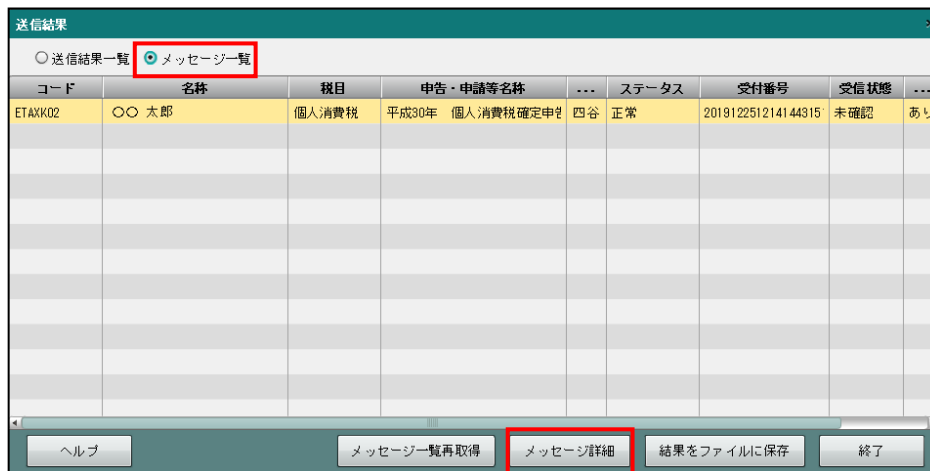 送信結果
送信結果一覧 メッセージ一覧
コード 名称 税目 申告・申請等名称 ... ステータス 受付番号 受信状態 ...
ETAXK02 〇〇 太郎 個人消費税 平成30年 個人消費税確定申 四谷 正常 20191225121414431 未確認 あり
ヘルプ メッセージ一覧再取得 メッセージ詳細 結果をファイルに保存 終了